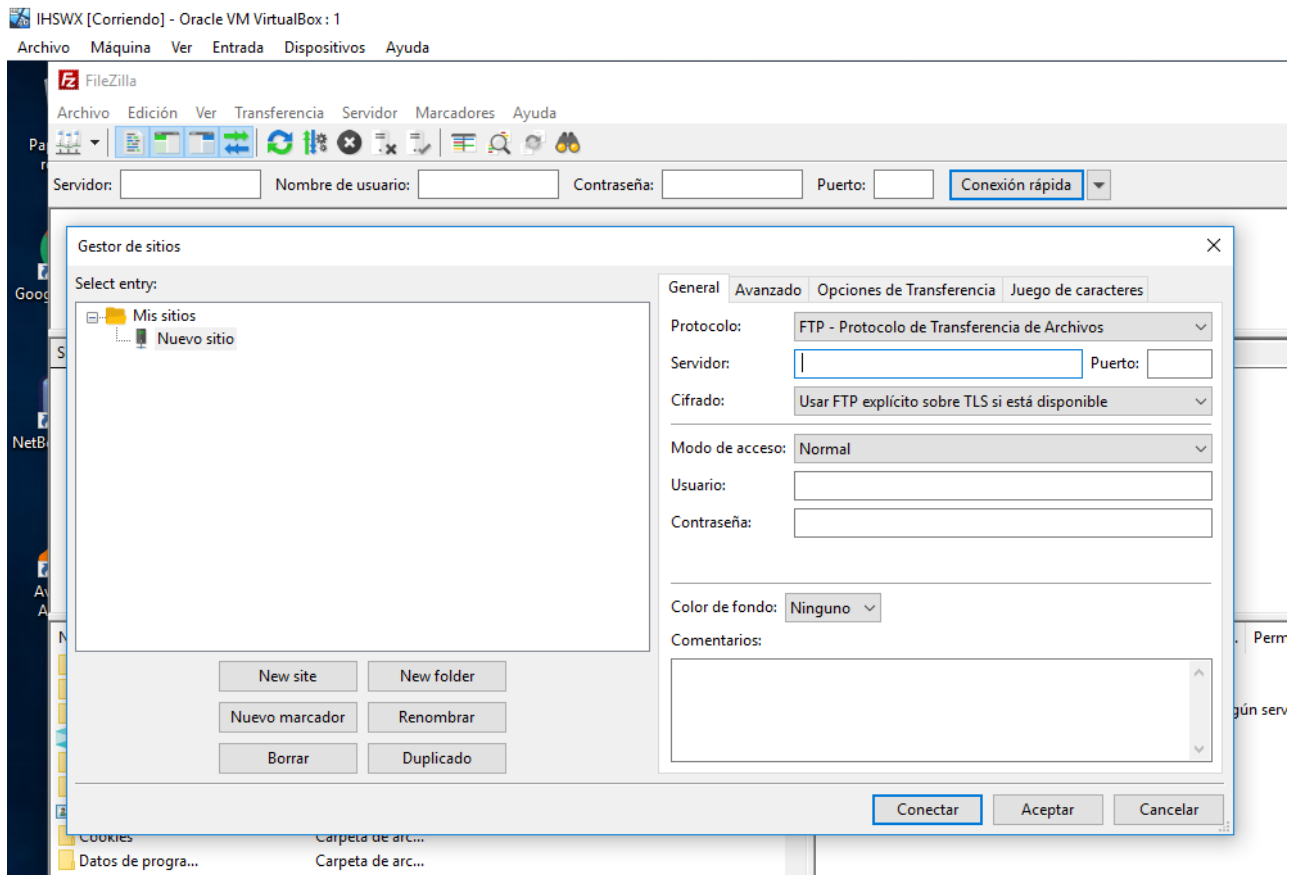 IHSWX [Corriendo] - Oracle VM VirtualBox : 1
Archivo Máquina Ver Entrada Dispositivos Ayuda
FileZilla
Archivo Edición Ver Transferencia Servidor Marcadores Ayuda
Servidor: Nombre de usuario: Contraseña: Puerto: Conexión rápida
Gestor de sitios
Select entry:
Mis sitios
Nuevo sitio
New site New folder
Nuevo marcador Renombrar
Borrar Duplicado
General Avanzado Opciones de Transferencia Juego de caracteres
Protocolo: FTP - Protocolo de Transferencia de Archivos
Servidor: Puerto:
Cifrado: Usar FTP explícito sobre TLS si está disponible
Modo de acceso: Normal
Usuario:
Contraseña:
Color de fondo: Ninguno
Comentarios:
Conectar Aceptar Cancelar
Cookies Carpeta de arc...
Datos de progra... Carpeta de arc...